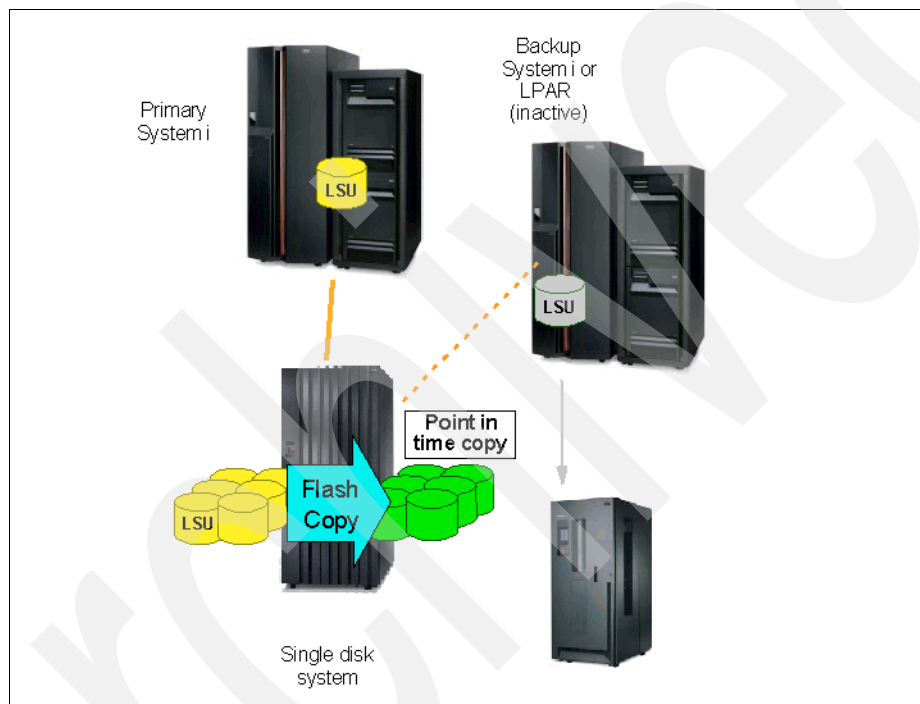 Primary
System i
Backup
System i or
LPAR
(inactive)
LSU
LSU
Point in
time copy
Flash
Copy
LSU
Single disk
system